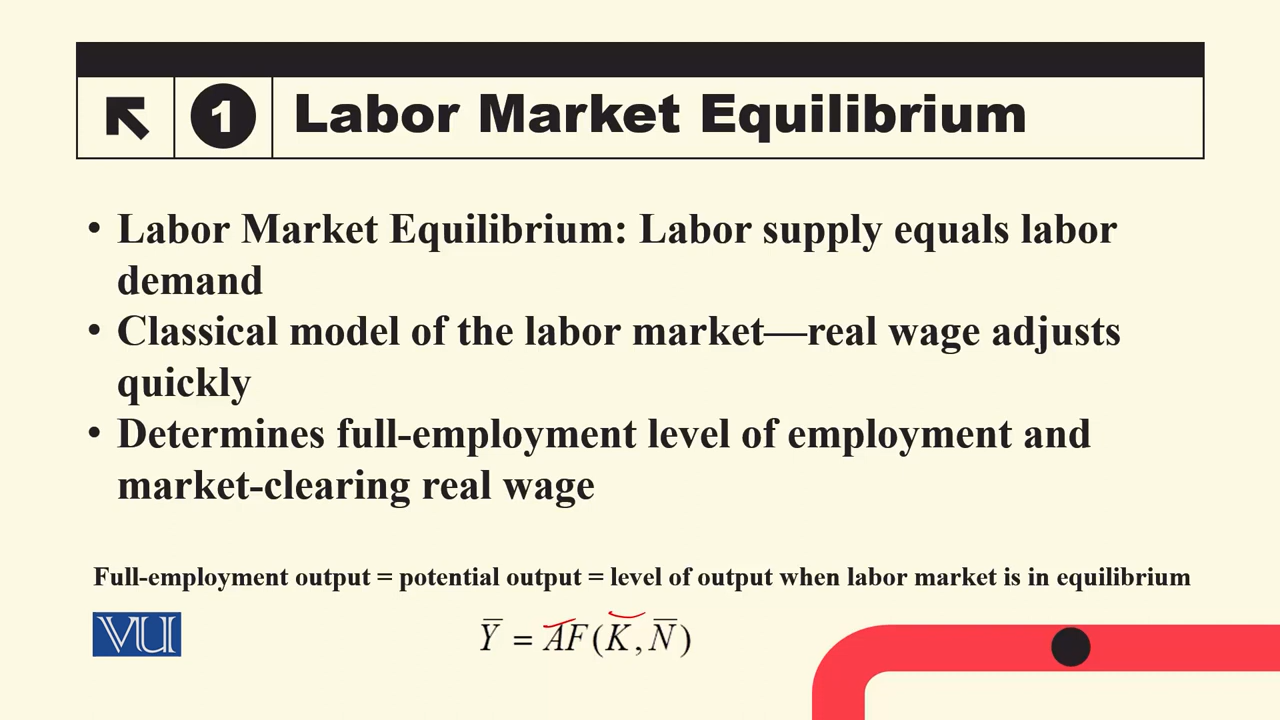 1 Labor Market Equilibrium
• Labor Market Equilibrium: Labor supply equals labor
demand
• Classical model of the labor market—real wage adjusts
quickly
• Determines full-employment level of employment and
market-clearing real wage
Full-employment output = potential output = level of output when labor market is in equilibrium
VU
Y̅ = AF(K, N̅)